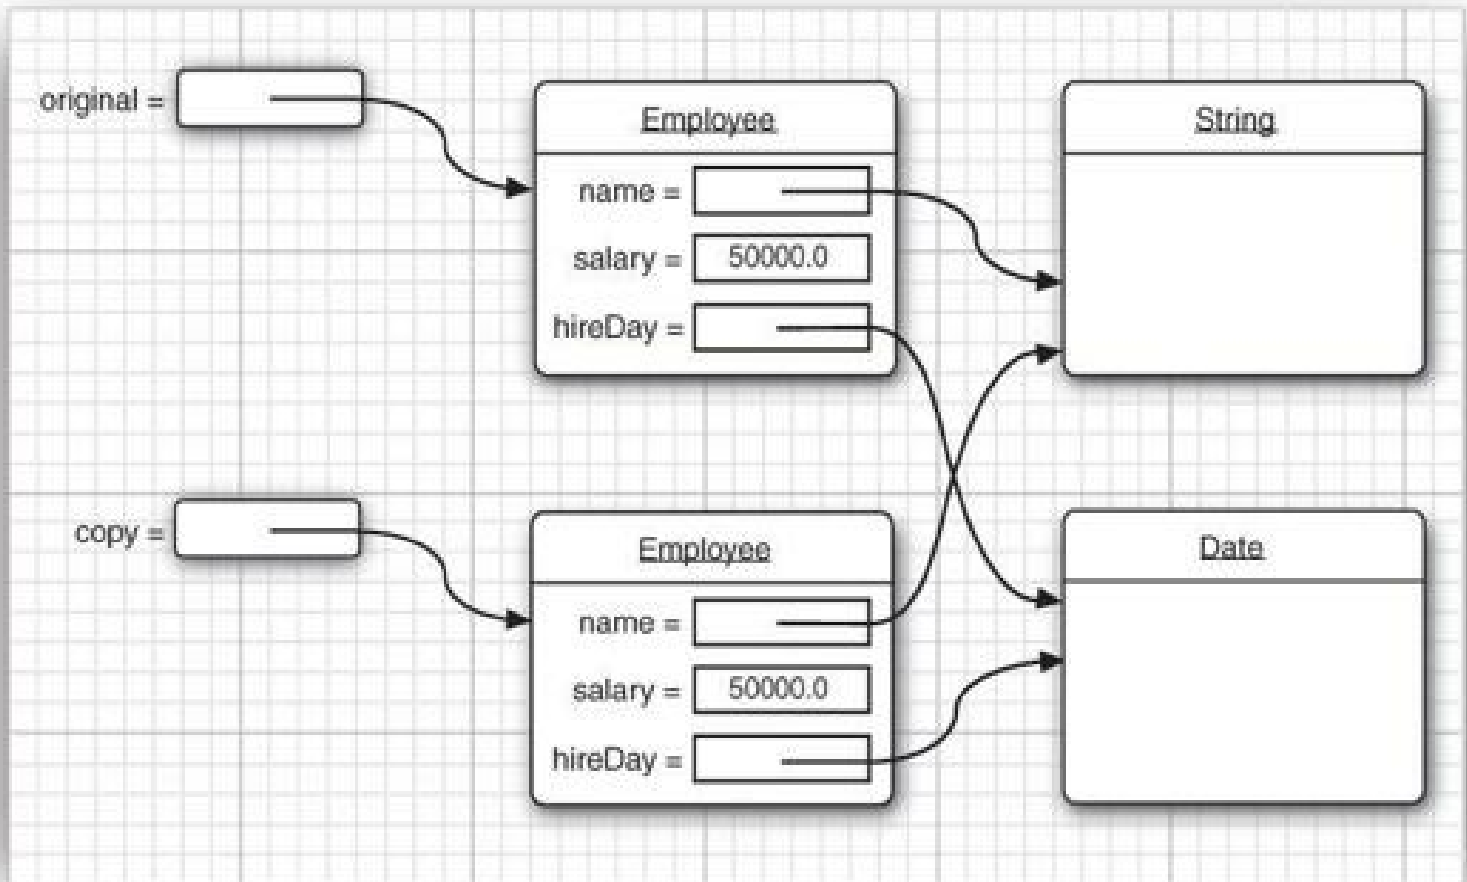 original =
Employee
name =
salary = 50000.0
hireDay =
String
copy =
Employee
name =
salary = 50000.0
hireDay =
Date